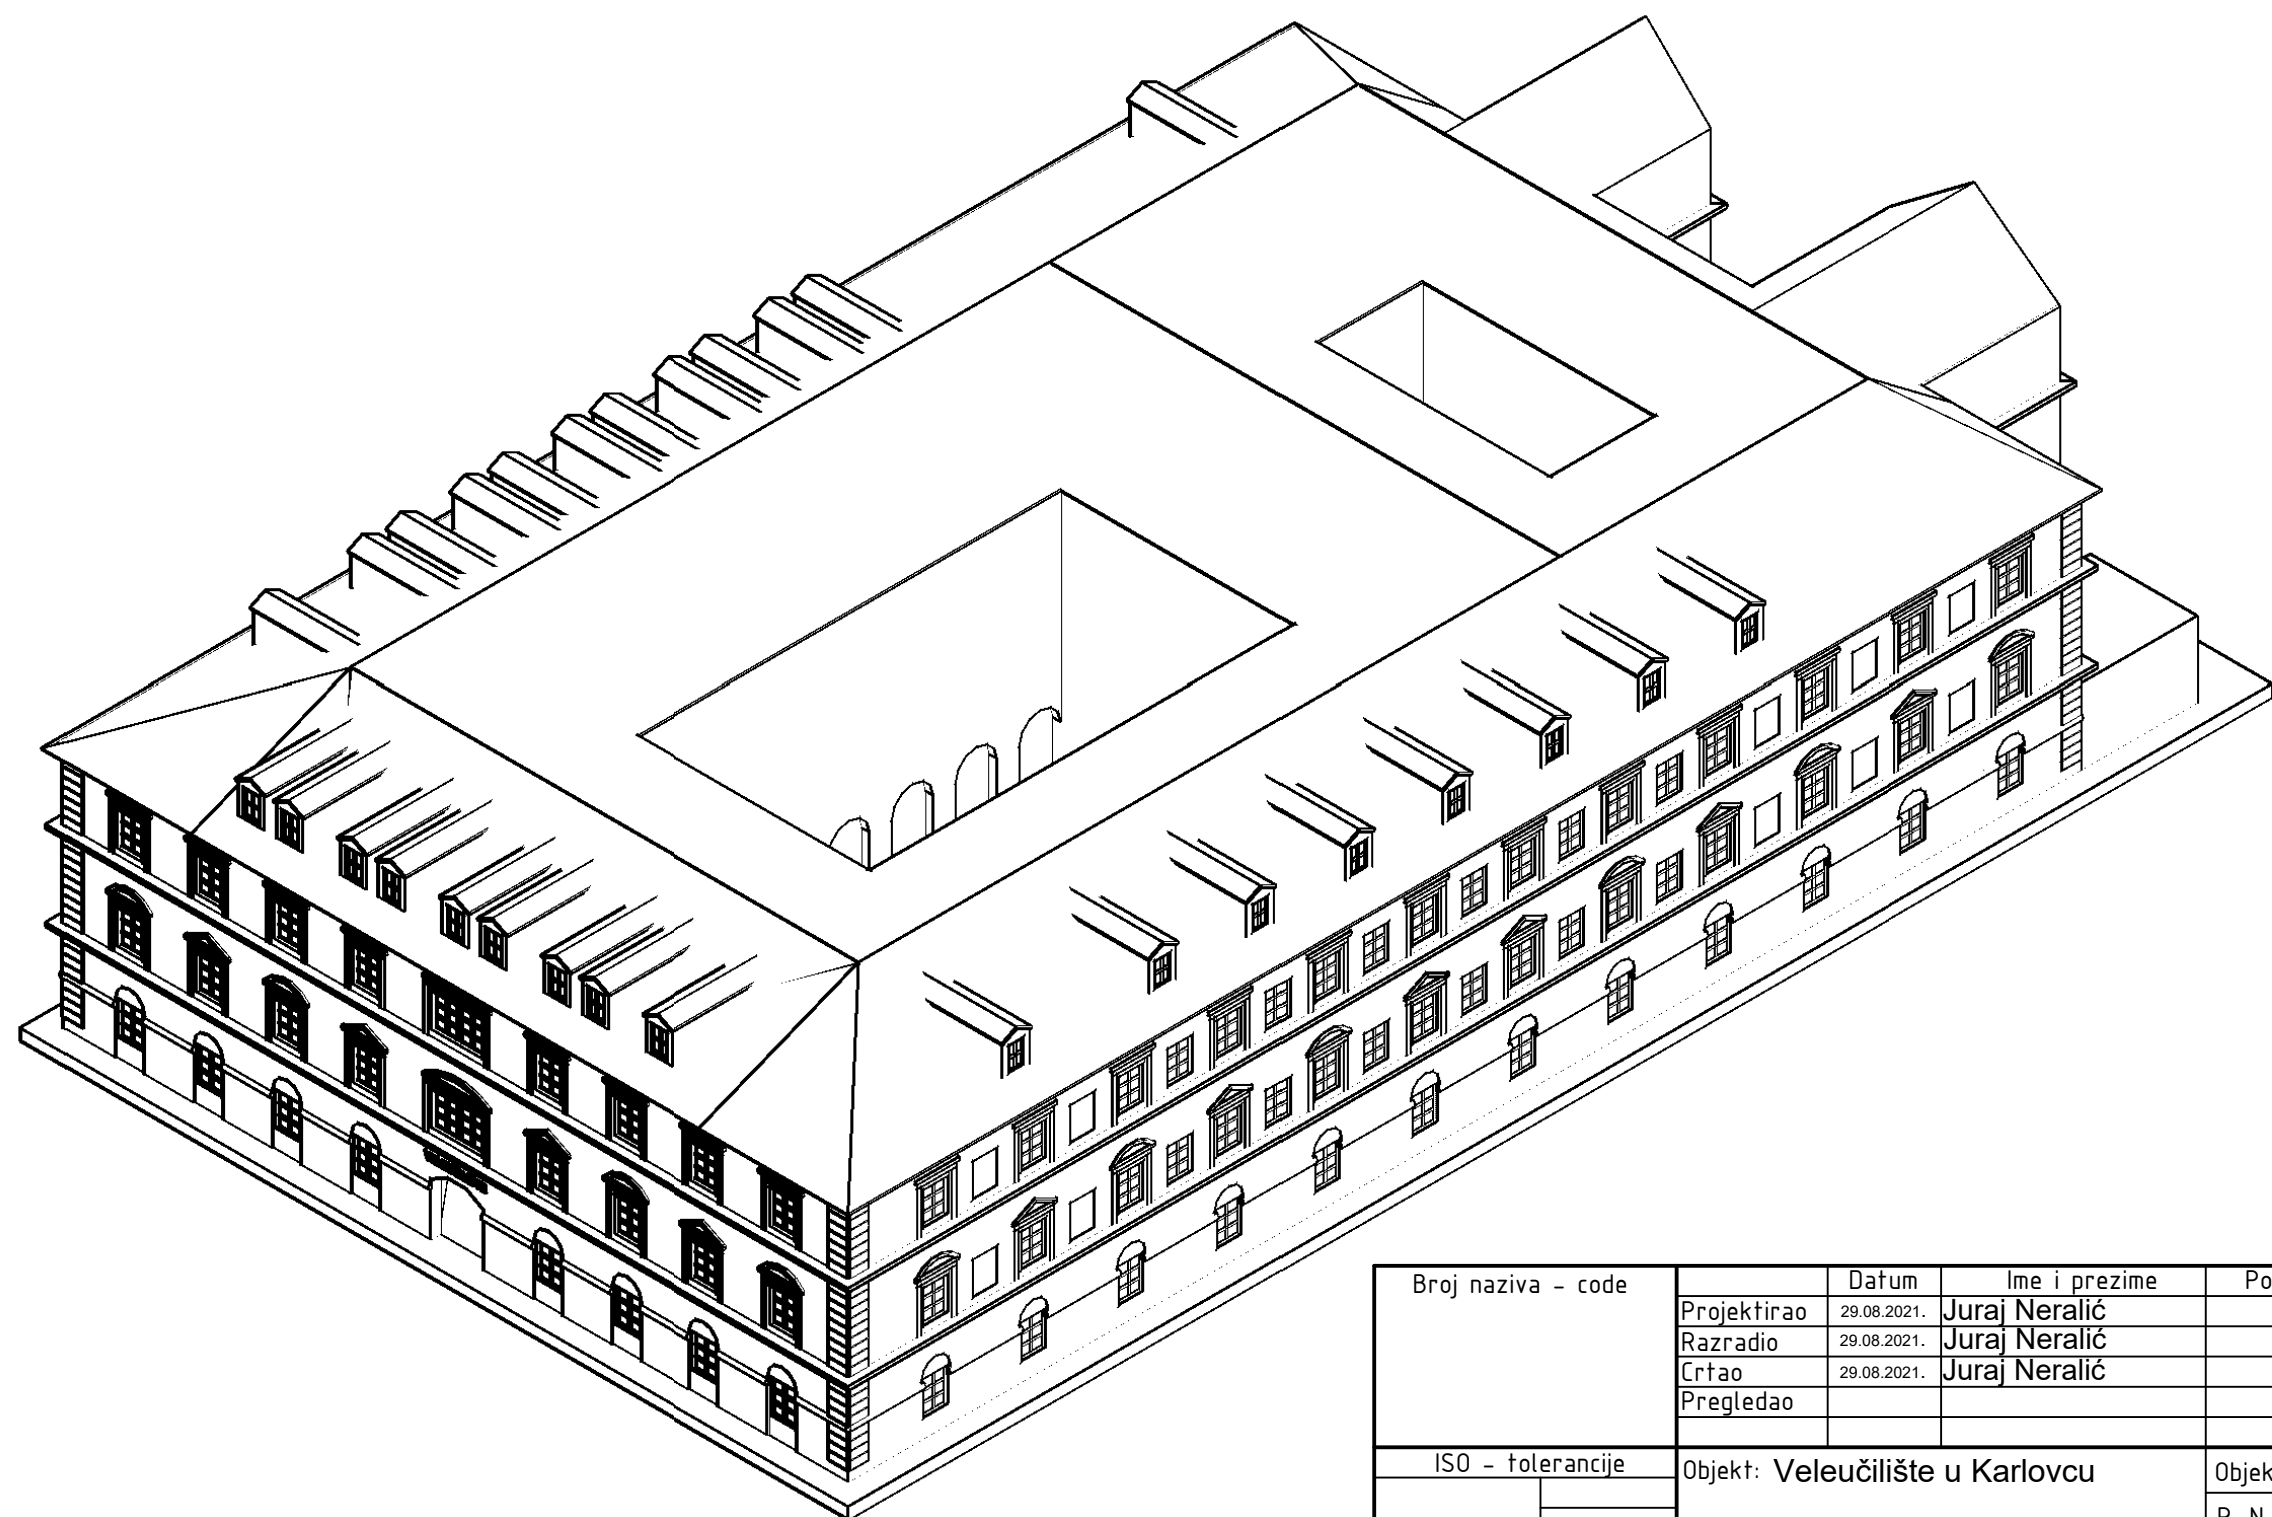 Broj naziva - code
Datum
Ime i prezime
Projektirao 29.08.2021. Juraj Neralić
Razradio 29.08.2021. Juraj Neralić
Crtao 29.08.2021. Juraj Neralić
Pregledao
ISO - tolerancije
Objekt: Veleučilište u Karlovcu